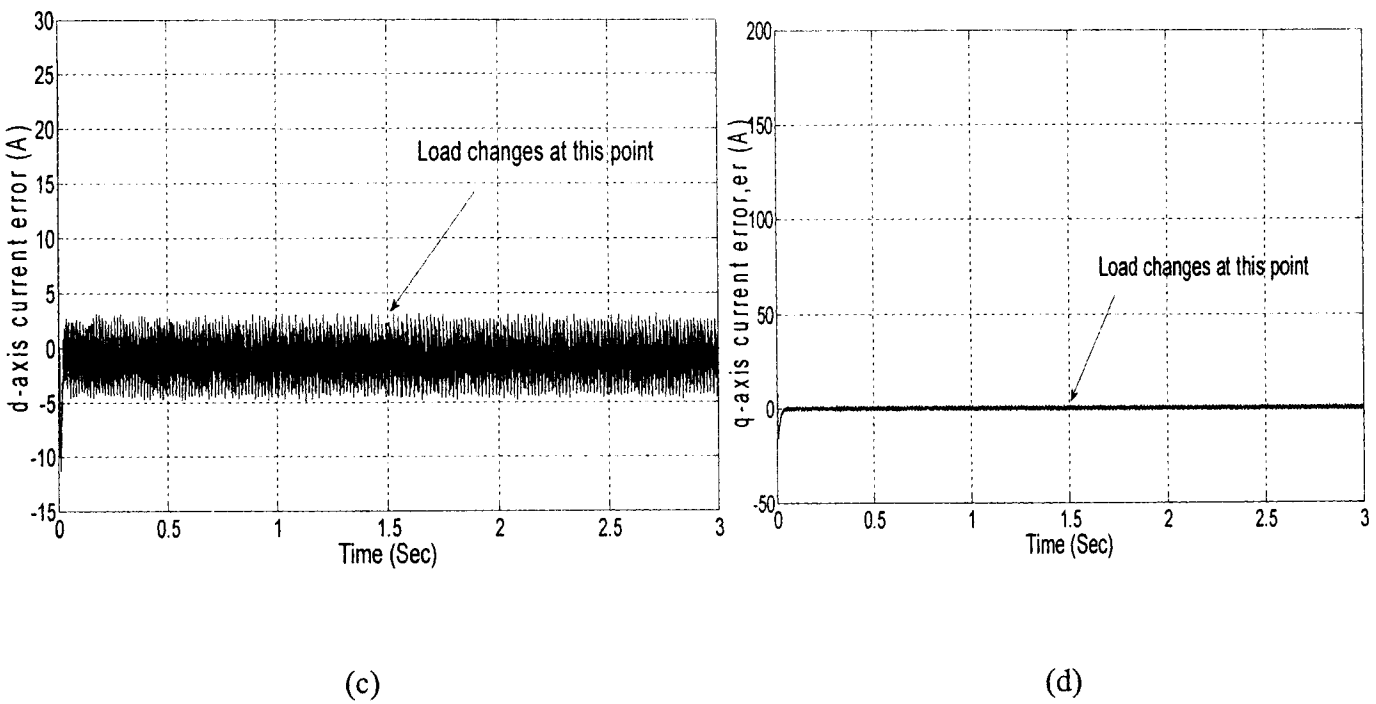 30
25
20
15
10
5
0
-5
-10
-15
d-axis current error (A)
Load changes at this point
0 0.5 1 1.5 2 2.5 3
Time (Sec)
200
150
100
50
0
-50
q-axis current error,er (A)
Load changes at this point
0 0.5 1 1.5 2 2.5 3
Time (Sec)
(c)
(d)